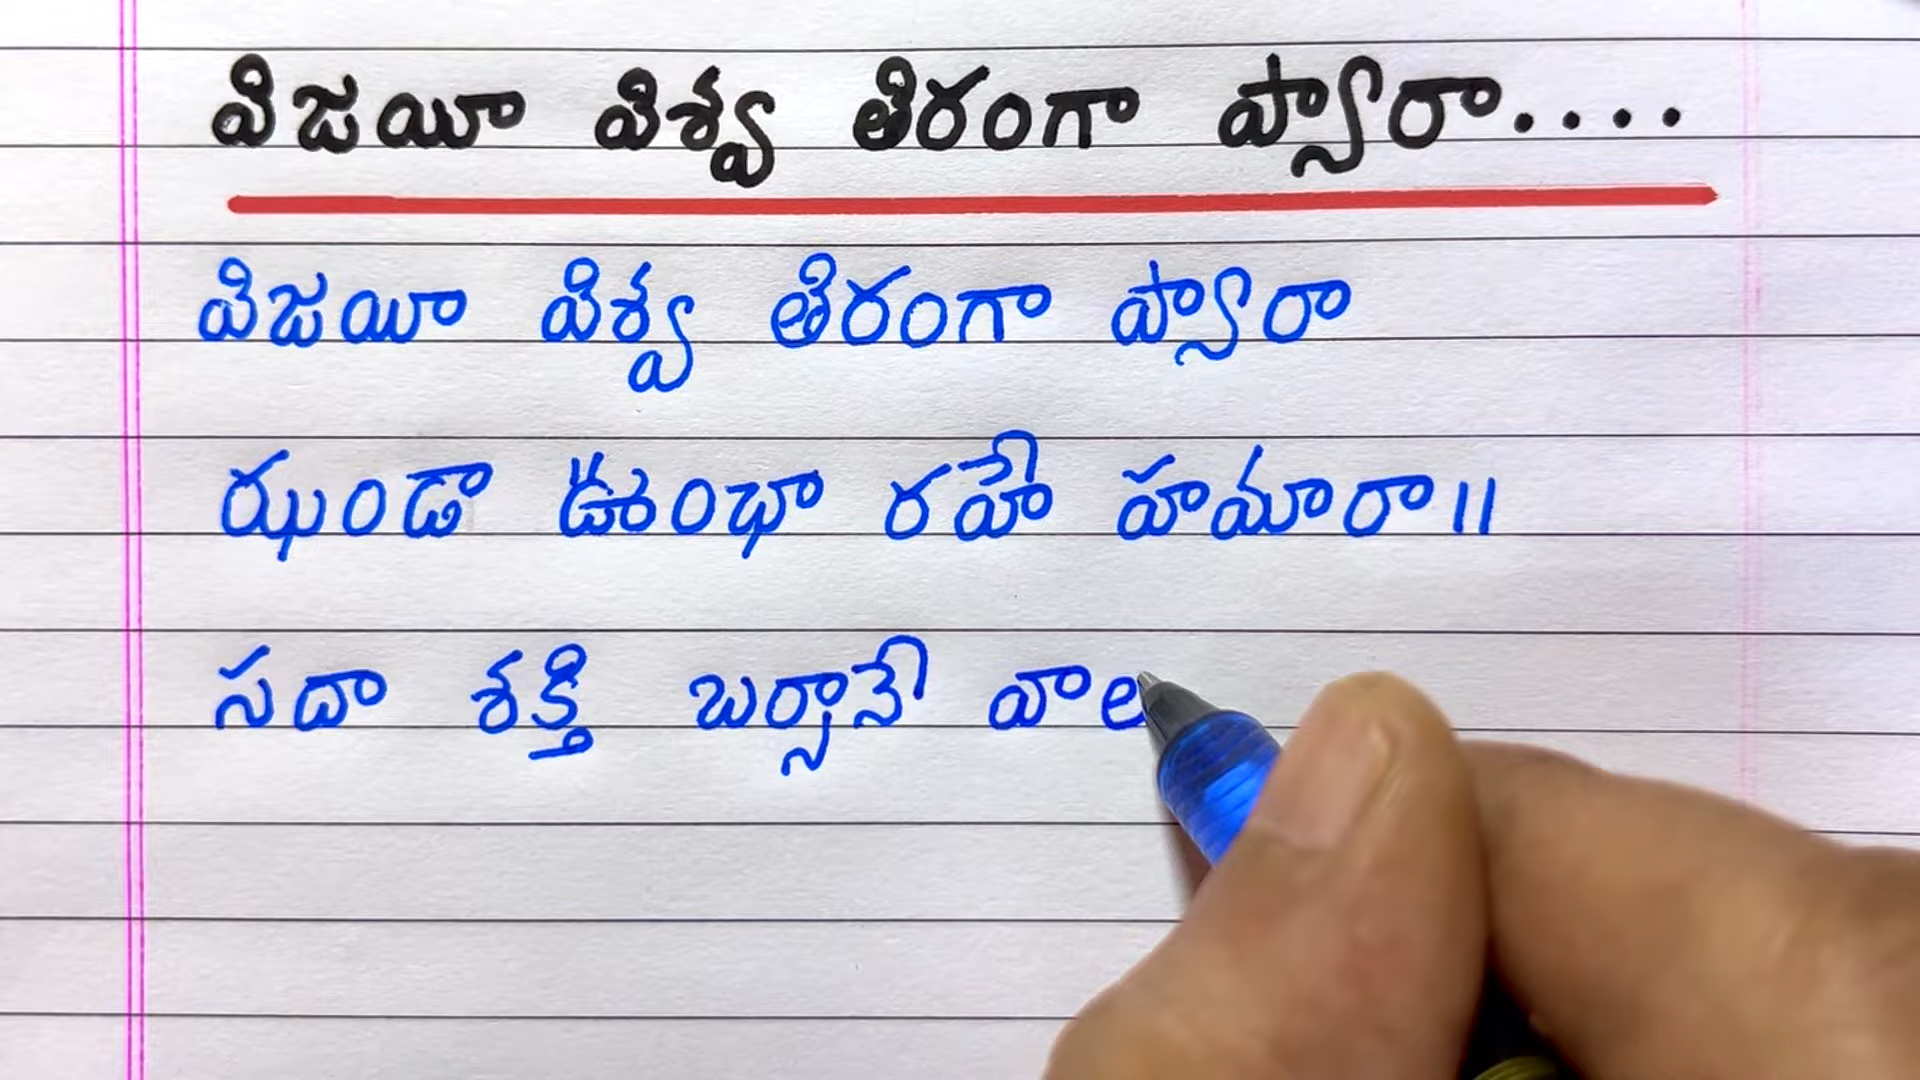 విజయీ విశ్వ తిరంగా ప్స్వారా....
విజయీ విశ్వ తిరంగా ప్స్వారా
ఝండా ఊంఛా రహే హమారా॥
సదా శక్తి బర్సానే వాల